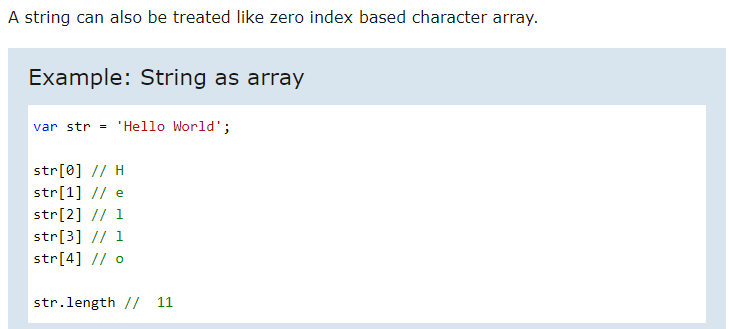 A string can also be treated like zero index based character array.
Example: String as array
var str = 'Hello World';
str[0] // H
str[1] // e
str[2] // l
str[3] // l
str[4] // o
str.length //  11